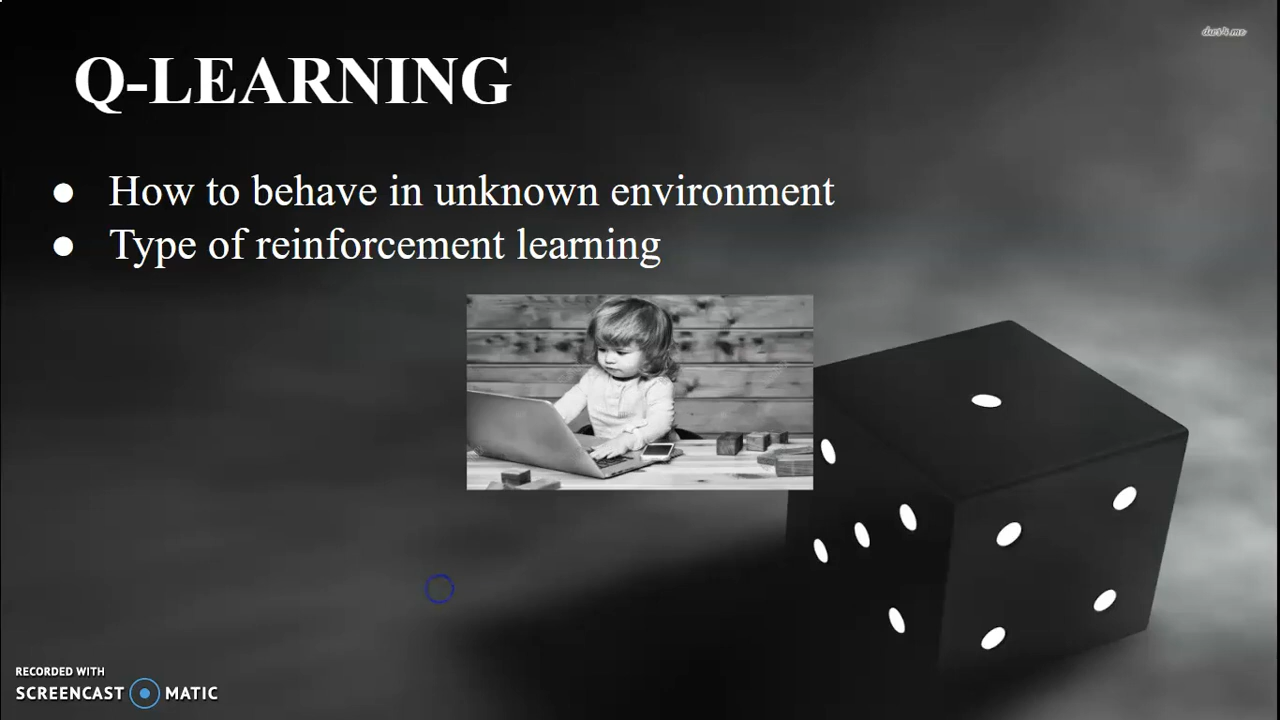 Q-LEARNING
● How to behave in unknown environment
● Type of reinforcement learning
RECORDED WITH
SCREENCAST MATIC